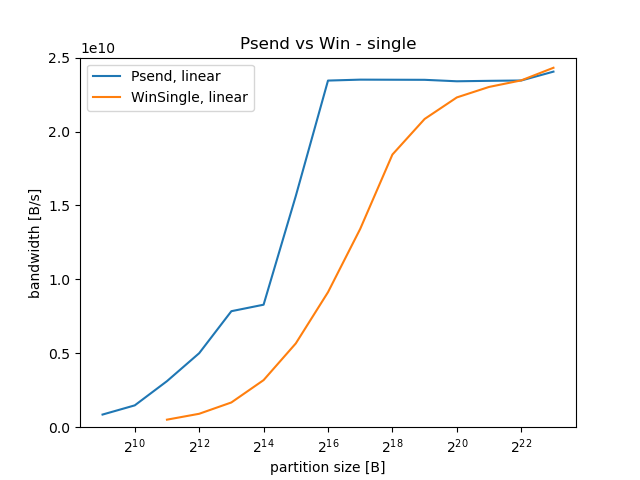 Psend vs Win - single
1e10
Psend, linear
WinSingle, linear
2.5
2.0
1.5
1.0
0.5
0.0
bandwidth [B/s]
2^10 2^12 2^14 2^16 2^18 2^20 2^22
partition size [B]